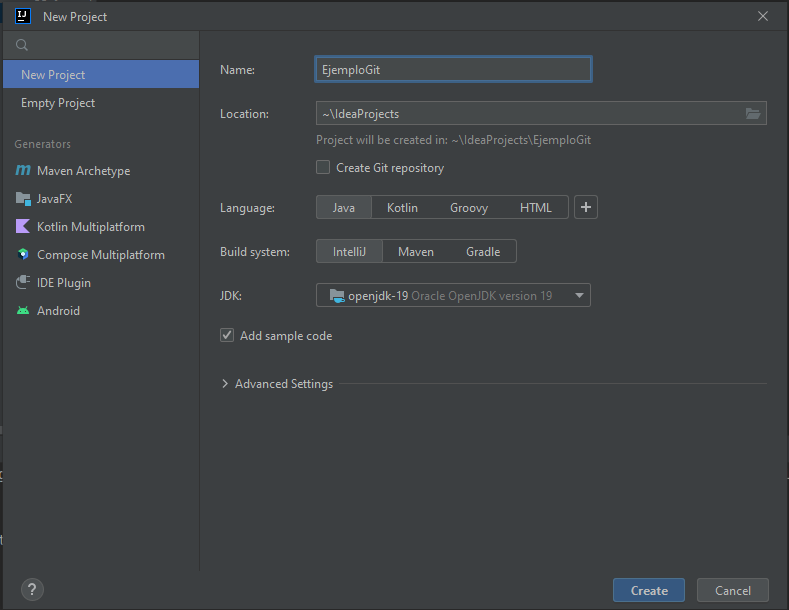 New Project
New Project
Empty Project
Generators
Maven Archetype
JavaFX
Kotlin Multiplatform
Compose Multiplatform
IDE Plugin
Android
Name: EjemploGit
Location: ~\IdeaProjects
Project will be created in: ~\IdeaProjects\EjemploGit
Create Git repository
Language: Java Kotlin Groovy HTML +
Build system: IntelliJ Maven Gradle
JDK: openjdk-19 Oracle OpenJDK version 19
Add sample code
Advanced Settings
? Create Cancel